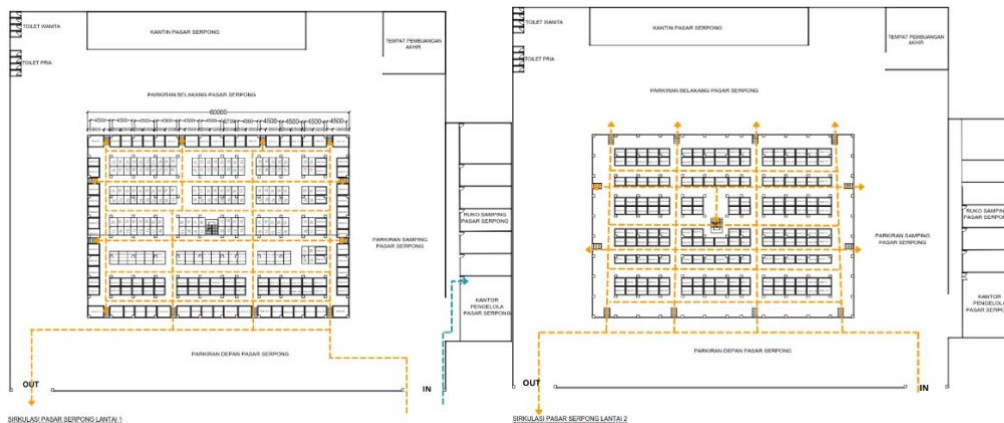 TOILET WANITA
KANTIN PASAR SERPONG
TEMPAT PEMBUANGAN
AKHIR
TOILET PRIA
PARKIRAN BELAKANG PASAR SERPONG
60000
4500
4500
4500
4500
4500
RUKO SAMPING
PASAR SERPONG
PARKIRAN SAMPING
PASAR SERPONG
KANTOR
PENGELOLA
PASAR SERPONG
PARKIRAN DEPAN PASAR SERPONG
OUT
IN
SIRKULASI PASAR SERPONG LANTAI 1
TOILET WANITA
KANTIN PASAR SERPONG
TEMPAT PEMBUANGAN
AKHIR
TOILET PRIA
PARKIRAN BELAKANG PASAR SERPONG
RUKO SAMPING
PASAR SERPONG
PARKIRAN SAMPING
PASAR SERPONG
KANTOR
PENGELOLA
PASAR SERPONG
PARKIRAN DEPAN PASAR SERPONG
OUT
IN
SIRKULASI PASAR SERPONG LANTAI 2